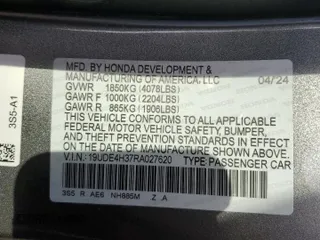 MFD. BY HONDA DEVELOPMENT &
MANUFACTURING OF AMERICA, LLC 04/24
GVWR 1850KG (4078LBS)
GAWR F 1000KG (2204LBS)
GAWR R 865KG (1906LBS)
THIS VEHICLE CONFORMS TO ALL APPLICABLE
FEDERAL MOTOR VEHICLE SAFETY, BUMPER,
AND THEFT PREVENTION STANDARDS IN EFFECT
ON THE DATE OF MANUFACTURE SHOWN ABOVE.
V.I.N.: 19UDE4H37RA027620 TYPE: PASSENGER CAR
3S5 R AE6 NH885M Z A
3S5-A1